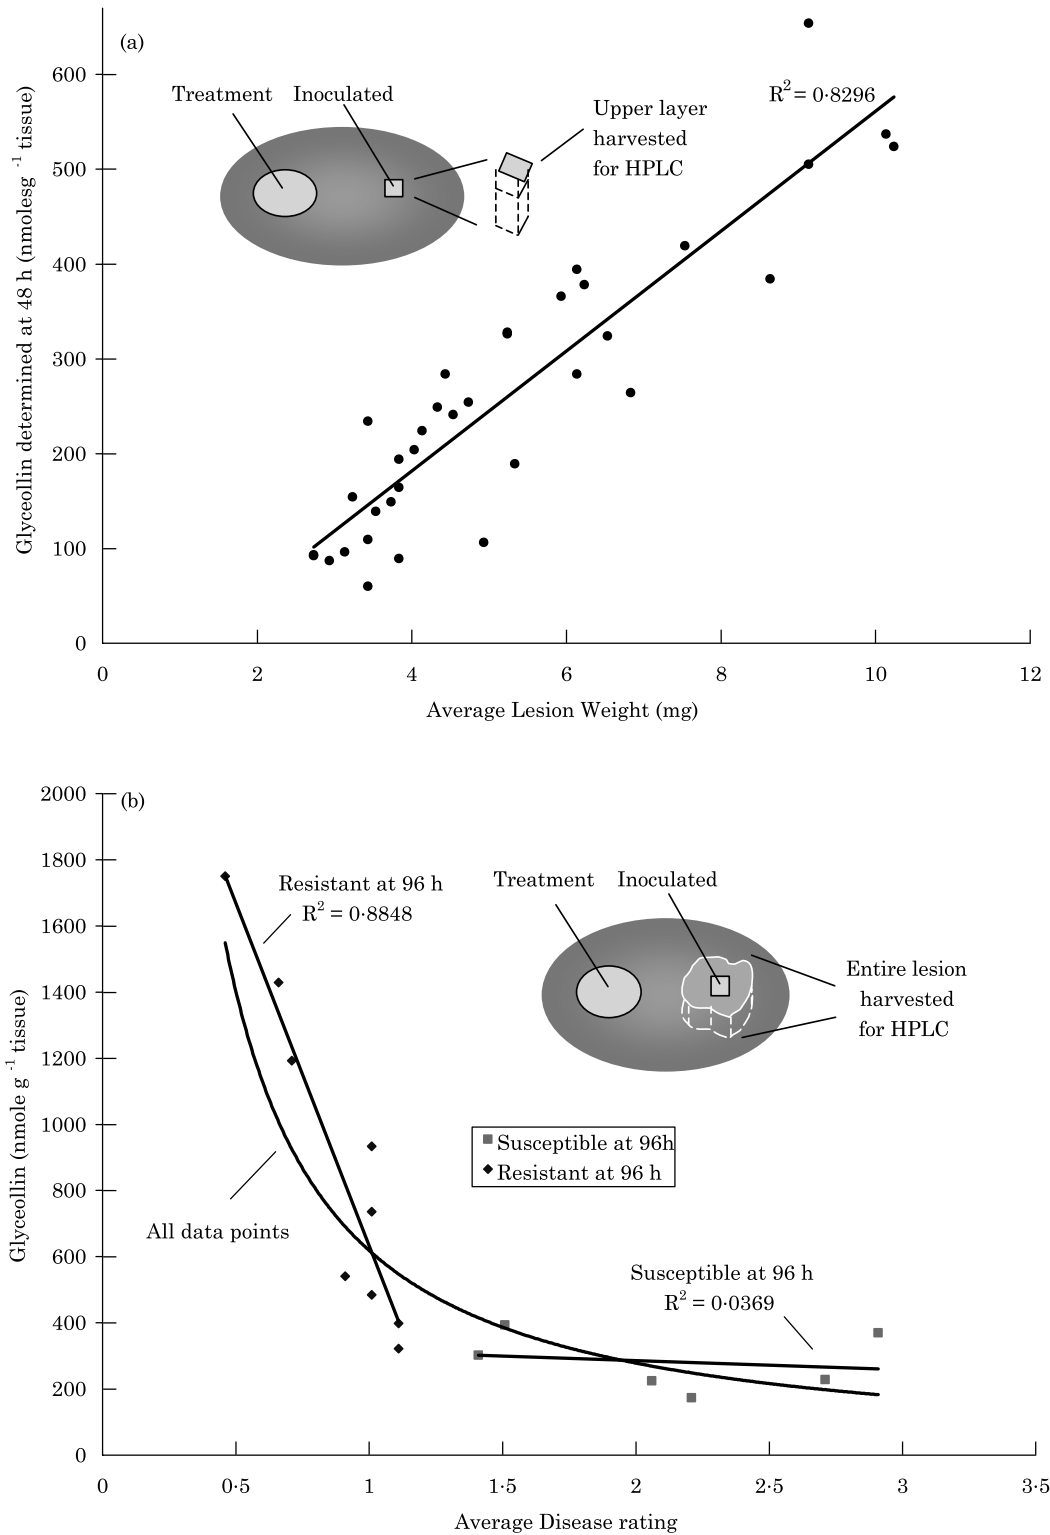 (a)
Glyceollin determined at 48 h (nmolesg -1 tissue)
600
500
400
300
200
100
0
Treatment Inoculated
Upper layer
harvested
for HPLC
R2 = 0·8296
0 2 4 6 8 10 12
Average Lesion Weight (mg)
(b)
Glyceollin (nmole g -1 tissue)
2000
1800
1600
1400
1200
1000
800
600
400
200
0
Resistant at 96 h
R2 = 0·8848
Treatment Inoculated
Entire lesion
harvested
for HPLC
Susceptible at 96h
Resistant at 96 h
All data points
Susceptible at 96 h
R2 = 0·0369
0 0·5 1 1·5 2 2·5 3 3·5
Average Disease rating